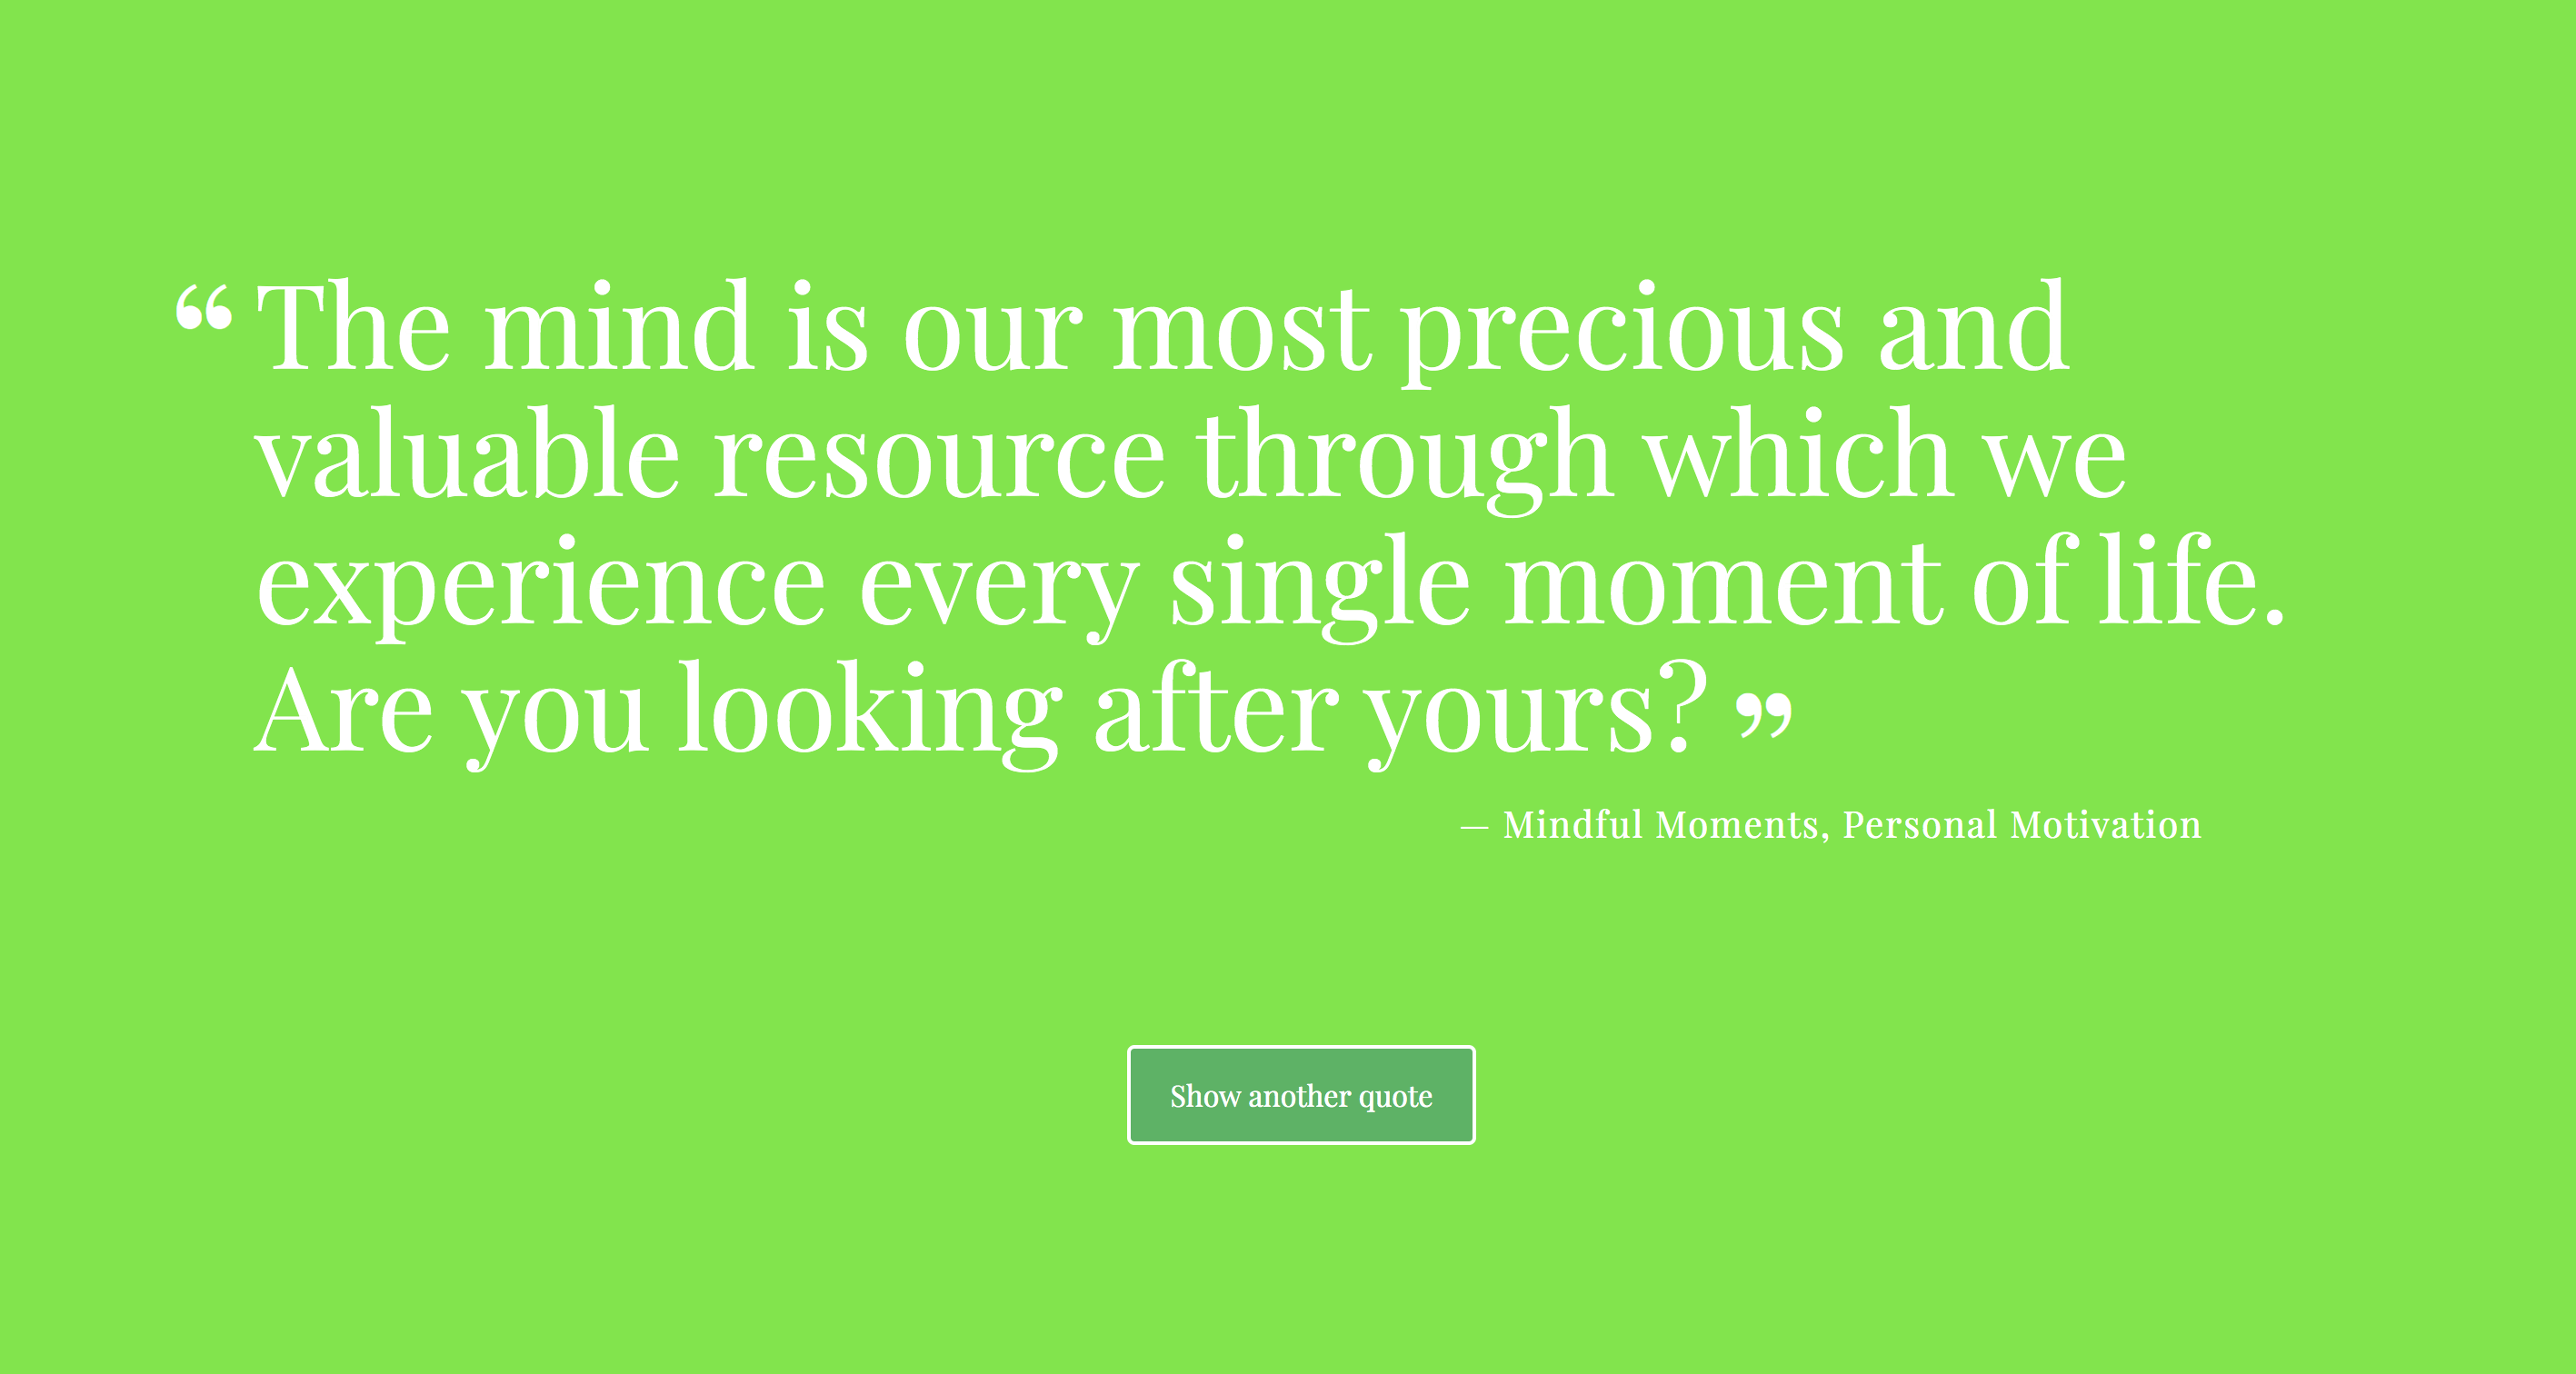 “ The mind is our most precious and
valuable resource through which we
experience every single moment of life.
Are you looking after yours? ”
— Mindful Moments, Personal Motivation
Show another quote